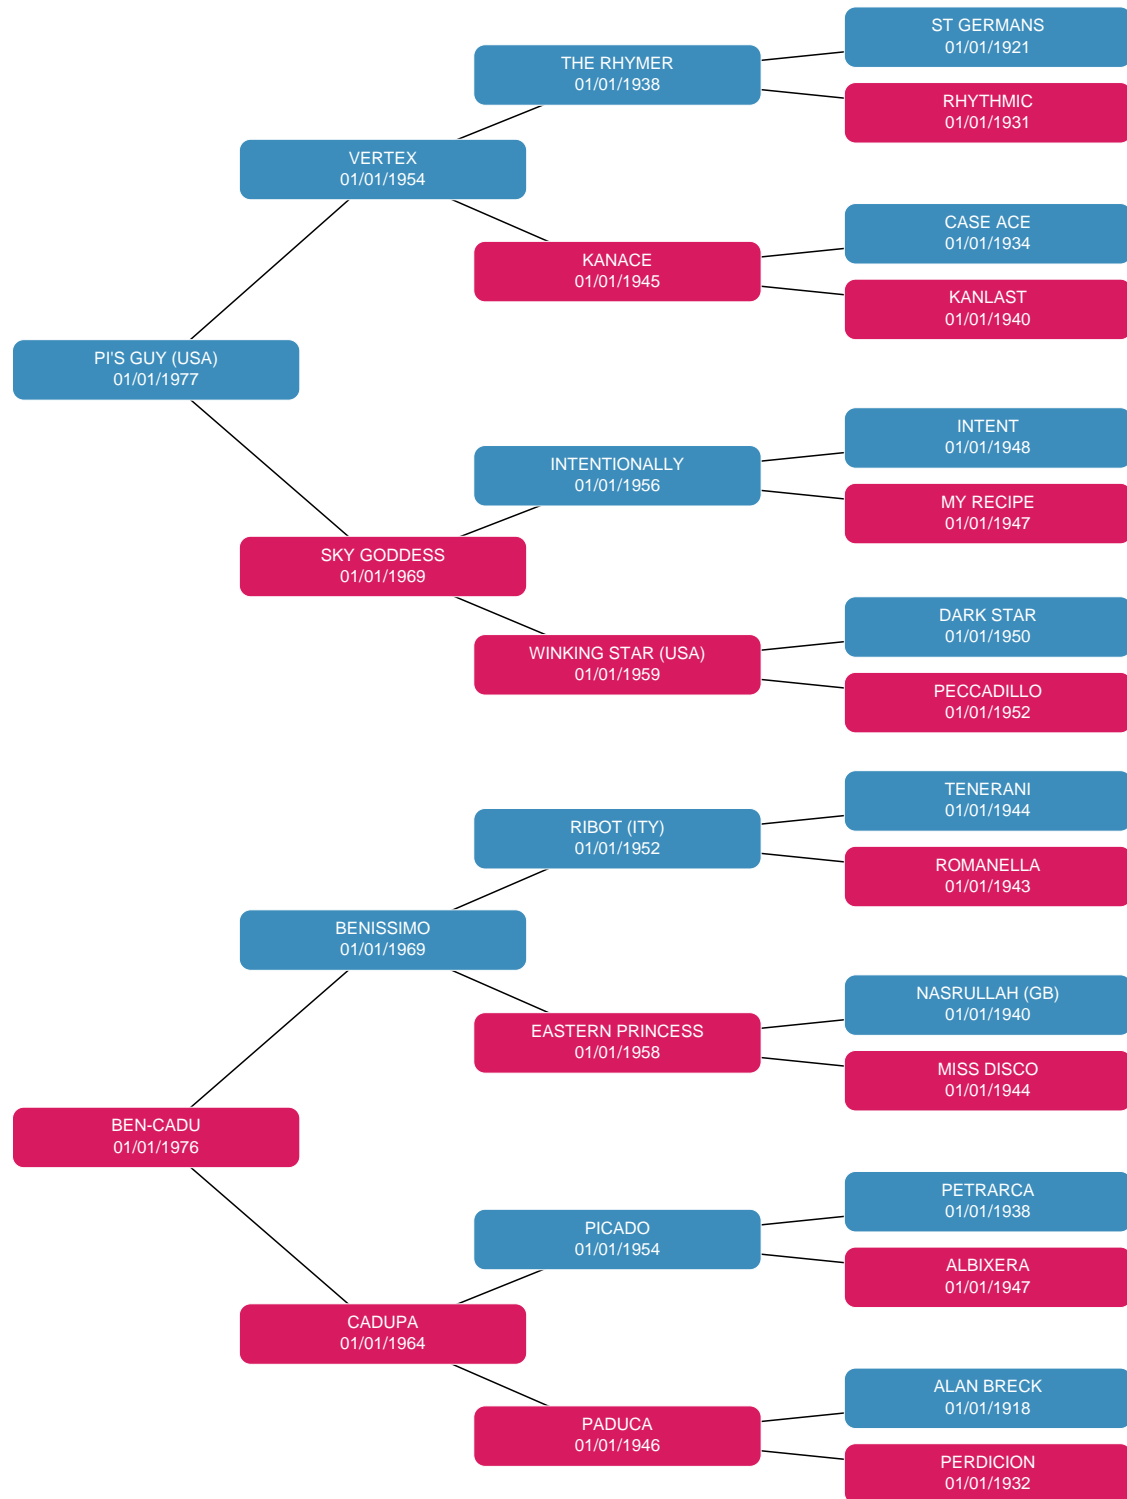 ST GERMANS
01/01/1921
THE RHYMER
01/01/1938
RHYTHMIC
01/01/1931
VERTEX
01/01/1954
CASE ACE
01/01/1934
KANACE
01/01/1945
KANLAST
01/01/1940
PI'S GUY (USA)
01/01/1977
INTENT
01/01/1948
INTENTIONALLY
01/01/1956
MY RECIPE
01/01/1947
SKY GODDESS
01/01/1969
DARK STAR
01/01/1950
WINKING STAR (USA)
01/01/1959
PECCADILLO
01/01/1952
TENERANI
01/01/1944
RIBOT (ITY)
01/01/1952
ROMANELLA
01/01/1943
BENISSIMO
01/01/1969
NASRULLAH (GB)
01/01/1940
EASTERN PRINCESS
01/01/1958
MISS DISCO
01/01/1944
BEN-CADU
01/01/1976
PETRARCA
01/01/1938
PICADO
01/01/1954
ALBIXERA
01/01/1947
CADUPA
01/01/1964
ALAN BRECK
01/01/1918
PADUCA
01/01/1946
PERDICION
01/01/1932